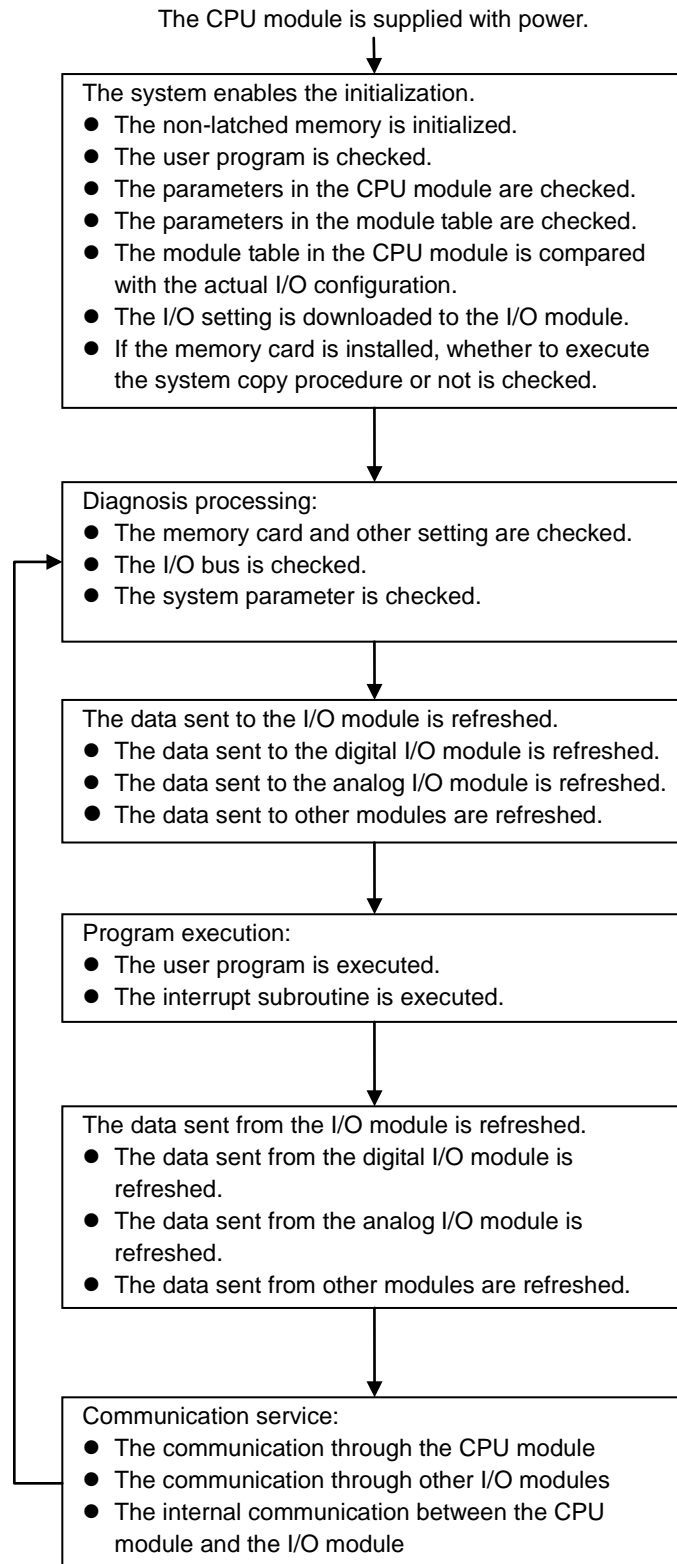 The CPU module is supplied with power.
The system enables the initialization.
● The non-latched memory is initialized.
● The user program is checked.
● The parameters in the CPU module are checked.
● The parameters in the module table are checked.
● The module table in the CPU module is compared
with the actual I/O configuration.
● The I/O setting is downloaded to the I/O module.
● If the memory card is installed, whether to execute
the system copy procedure or not is checked.
Diagnosis processing:
● The memory card and other setting are checked.
● The I/O bus is checked.
● The system parameter is checked.
The data sent to the I/O module is refreshed.
● The data sent to the digital I/O module is refreshed.
● The data sent to the analog I/O module is refreshed.
● The data sent to other modules are refreshed.
Program execution:
● The user program is executed.
● The interrupt subroutine is executed.
The data sent from the I/O module is refreshed.
● The data sent from the digital I/O module is
refreshed.
● The data sent from the analog I/O module is
refreshed.
● The data sent from other modules are refreshed.
Communication service:
● The communication through the CPU module
● The communication through other I/O modules
● The internal communication between the CPU
module and the I/O module